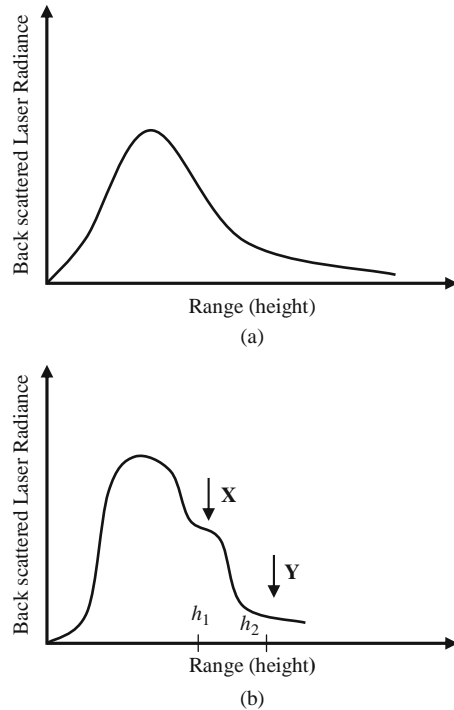 Back scattered Laser Radiance
Range (height)
(a)
Back scattered Laser Radiance
X
Y
h₁
h₂
Range (height)
(b)